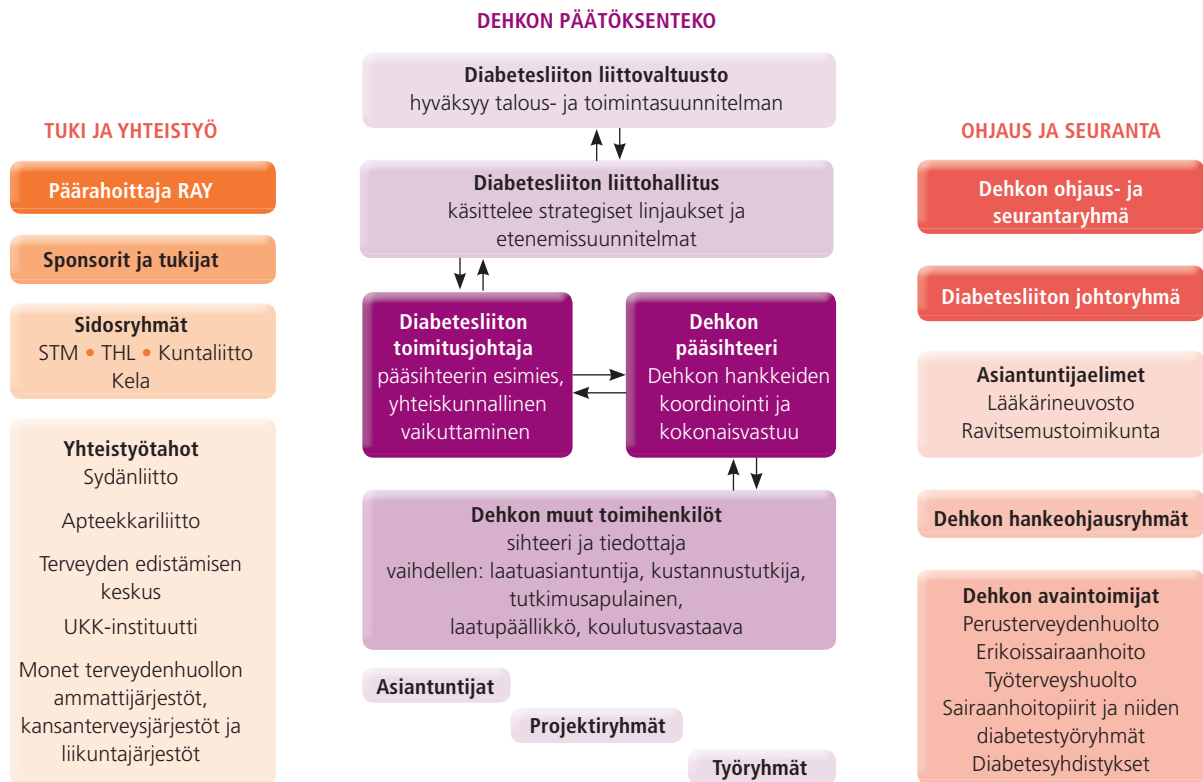 DEHKON PÄÄTÖKSENTEKO
Diabetesliiton liittovaltuusto
hyväksyy talous- ja toimintasuunnitelman
Diabetesliiton liittohallitus
käsittelee strategiset linjaukset ja
etenemissuunnitelmat
Diabetesliiton
toimitusjohtaja
pääsihteerin esimies,
yhteiskunnallinen
vaikuttaminen
Dehkon
pääsihteeri
Dehkon hankkeiden
koordinointi ja
kokonaisvastuu
Dehkon muut toimihenkilöt
sihteeri ja tiedottaja
vaihdellen: laatuasiantuntija, kustannustutkija,
tutkimusapulainen,
laatupäällikkö, koulutusvastaava
Asiantuntijat
Projektiryhmät
Työryhmät
TUKI JA YHTEISTYÖ
Päärahoittaja RAY
Sponsorit ja tukijat
Sidosryhmät
STM • THL • Kuntaliitto
Kela
Yhteistyötahot
Sydänliitto
Apteekkariliitto
Terveyden edistämisen
keskus
UKK-instituutti
Monet terveydenhuollon
ammattijärjestöt,
kansanterveysjärjestöt ja
liikuntajärjestöt
OHJAUS JA SEURANTA
Dehkon ohjaus- ja
seurantaryhmä
Diabetesliiton johtoryhmä
Asiantuntijaelimet
Lääkärineuvosto
Ravitsemustoimikunta
Dehkon hankeohjausryhmät
Dehkon avaintoimijat
Perusterveydenhuolto
Erikoissairaanhoito
Työterveyshuolto
Sairaanhoitopiirit ja niiden
diabetestyöryhmät
Diabetesyhdistykset